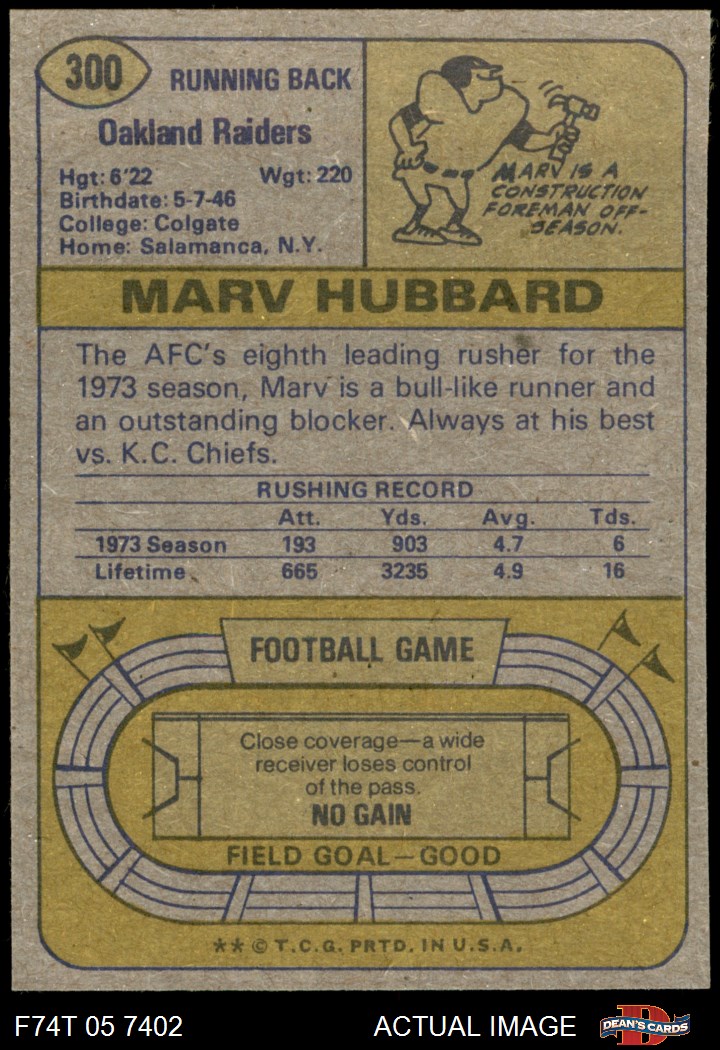 300
RUNNING BACK
Oakland Raiders
Hgt: 6'22 Wgt: 220
Birthdate: 5-7-46
College: Colgate
Home: Salamanca, N.Y.
MARV IS A
CONSTRUCTION
FOREMAN OFF-
SEASON.
MARV HUBBARD
The AFC's eighth leading rusher for the
1973 season, Marv is a bull-like runner and
an outstanding blocker. Always at his best
vs. K.C. Chiefs.
RUSHING RECORD
Att. Yds. Avg. Tds.
1973 Season 193 903 4.7 6
Lifetime 665 3235 4.9 16
FOOTBALL GAME
Close coverage—a wide
receiver loses control
of the pass.
NO GAIN
FIELD GOAL—GOOD
** © T.C.G. PRTD. IN U.S.A.
F74T 05 7402 ACTUAL IMAGE
D
DEAN'S CARDS